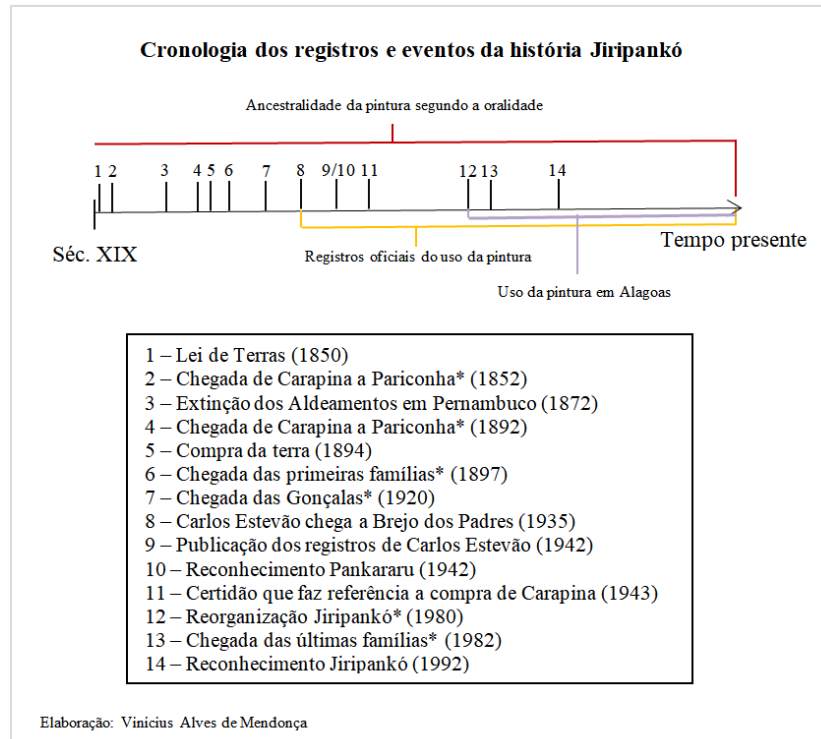 Cronologia dos registros e eventos da história Jiripankó
Ancestralidade da pintura segundo a oralidade
1 2 3 4 5 6 7 8 9/10 11 12 13 14
Séc. XIX
Tempo presente
Registros oficiais do uso da pintura
Uso da pintura em Alagoas
1 – Lei de Terras (1850)
2 – Chegada de Carapina a Pariconha* (1852)
3 – Extinção dos Aldeamentos em Pernambuco (1872)
4 – Chegada de Carapina a Pariconha* (1892)
5 – Compra da terra (1894)
6 – Chegada das primeiras famílias* (1897)
7 – Chegada das Gonçalas* (1920)
8 – Carlos Estevão chega a Brejo dos Padres (1935)
9 – Publicação dos registros de Carlos Estevão (1942)
10 – Reconhecimento Pankararu (1942)
11 – Certidão que faz referência a compra de Carapina (1943)
12 – Reorganização Jiripankó* (1980)
13 – Chegada das últimas famílias* (1982)
14 – Reconhecimento Jiripankó (1992)
Elaboração: Vinicius Alves de Mendonça